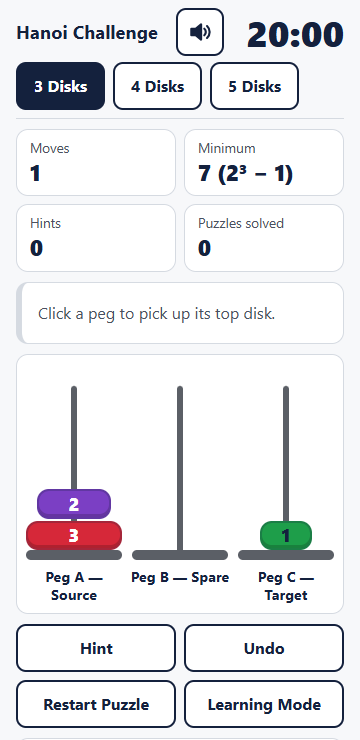 Hanoi Challenge
20:00
3 Disks
4 Disks
5 Disks
Moves
1
Minimum
7 (2³ − 1)
Hints
0
Puzzles solved
0
Click a peg to pick up its top disk.
2
3
1
Peg A —
Source
Peg B — Spare
Peg C —
Target
Hint
Undo
Restart Puzzle
Learning Mode